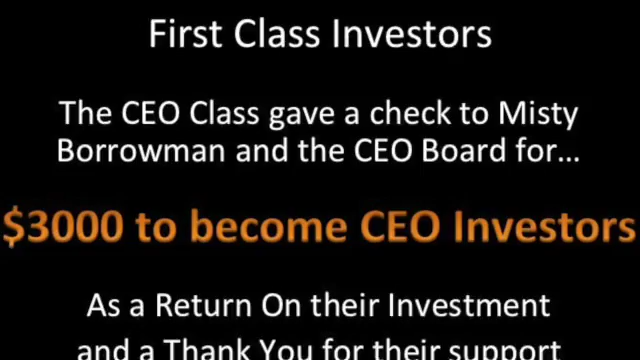 First Class Investors
The CEO Class gave a check to Misty
Borrowman and the CEO Board for...
$3000 to become CEO Investors
As a Return On their Investment
and a Thank You for their support